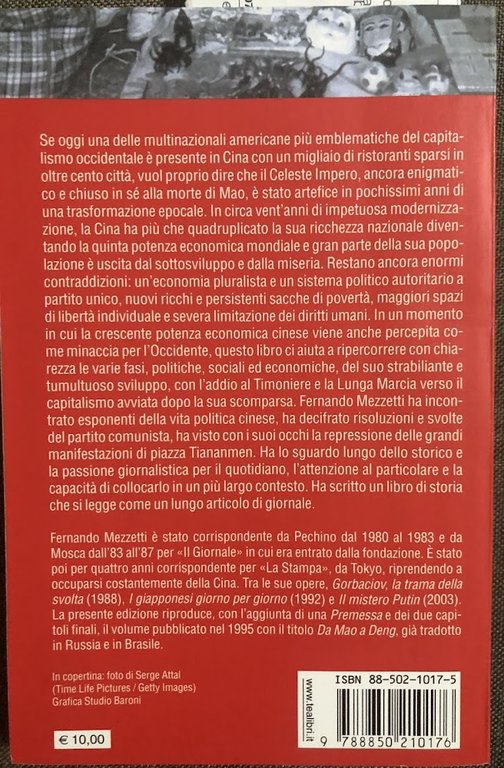 Se oggi una delle multinazionali americane più emblematiche del capita-
lismo occidentale è presente in Cina con un migliaio di ristoranti sparsi in
oltre cento città, vuol proprio dire che il Celeste Impero, ancora enigmati-
co e chiuso in sé alla morte di Mao, è stato artefice in pochissimi anni di
una trasformazione epocale. In circa vent'anni di impetuosa modernizza-
zione, la Cina ha più che quadruplicato la sua ricchezza nazionale diven-
tando la quinta potenza economica mondiale e gran parte della sua popo-
lazione è uscita dal sottosviluppo e dalla miseria. Restano ancora enormi
contraddizioni: un'economia pluralista e un sistema politico autoritario a
partito unico, nuovi ricchi e persistenti sacche di povertà, maggiori spazi
di libertà individuale e severa limitazione dei diritti umani. In un momento
in cui la crescente potenza economica cinese viene anche percepita co-
me minaccia per l'Occidente, questo libro ci aiuta a ripercorrere con chia-
rezza le varie fasi, politiche, sociali ed economiche, del suo strabiliante e
tumultuoso sviluppo, con l'addio al Timoniere e la Lunga Marcia verso il
capitalismo avviata dopo la sua scomparsa. Fernando Mezzetti ha incon-
trato esponenti della vita politica cinese, ha decifrato risoluzioni e svolte
del partito comunista, ha visto con i suoi occhi la repressione delle grandi
manifestazioni di piazza Tiananmen. Ha lo sguardo lungo dello storico e
la passione giornalistica per il quotidiano, l'attenzione al particolare e la
capacità di collocarlo in un più largo contesto. Ha scritto un libro di storia
che si legge come un lungo articolo di giornale.
Fernando Mezzetti è stato corrispondente da Pechino dal 1980 al 1983 e da
Mosca dall'83 all'87 per «Il Giornale» in cui era entrato dalla fondazione. È stato
poi per quattro anni corrispondente per «La Stampa», da Tokyo, riprendendo a
occuparsi costantemente della Cina. Tra le sue opere, Gorbaciov, la trama della
svolta (1988), I giapponesi giorno per giorno (1992) e Il mistero Putin (2003).
La presente edizione riproduce, con l'aggiunta di una Premessa e dei due capi-
toli finali, il volume pubblicato nel 1995 con il titolo Da Mao a Deng, già tradotto
in Russia e in Brasile.
In copertina: foto di Serge Attal
(Time Life Pictures / Getty Images)
Grafica Studio Baroni
€ 10,00
www.tealibri.it
ISBN 88-502-1017-5
9 788850 210176